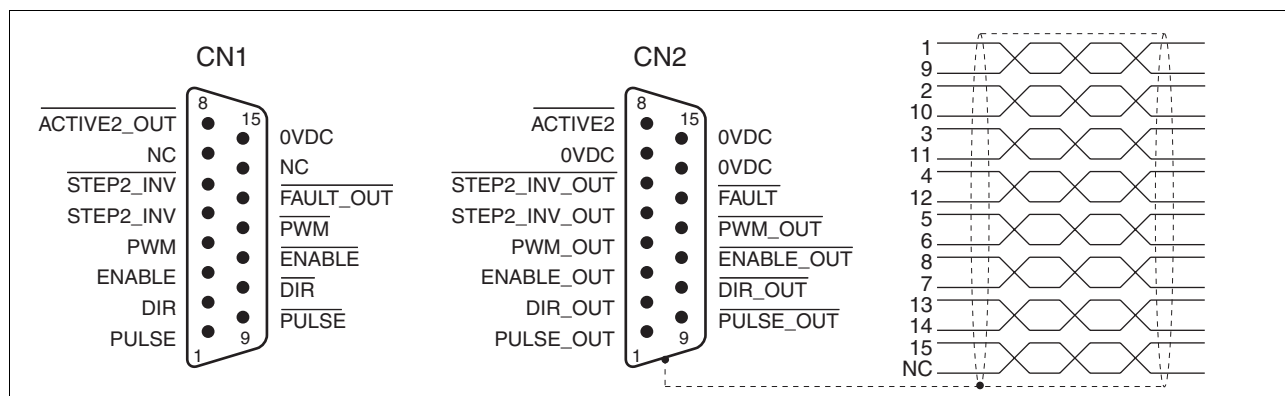 CN1
8
15
ACTIVE2_OUT
NC
STEP2_INV
STEP2_INV
PWM
ENABLE
DIR
PULSE
0VDC
NC
FAULT_OUT
PWM
ENABLE
DIR
PULSE
1
9
CN2
8
15
ACTIVE2
0VDC
STEP2_INV_OUT
STEP2_INV_OUT
PWM_OUT
ENABLE_OUT
DIR_OUT
PULSE_OUT
0VDC
0VDC
FAULT
PWM_OUT
ENABLE_OUT
DIR_OUT
PULSE_OUT
1
9
1
9
2
10
3
11
4
12
5
6
8
7
13
14
15
NC